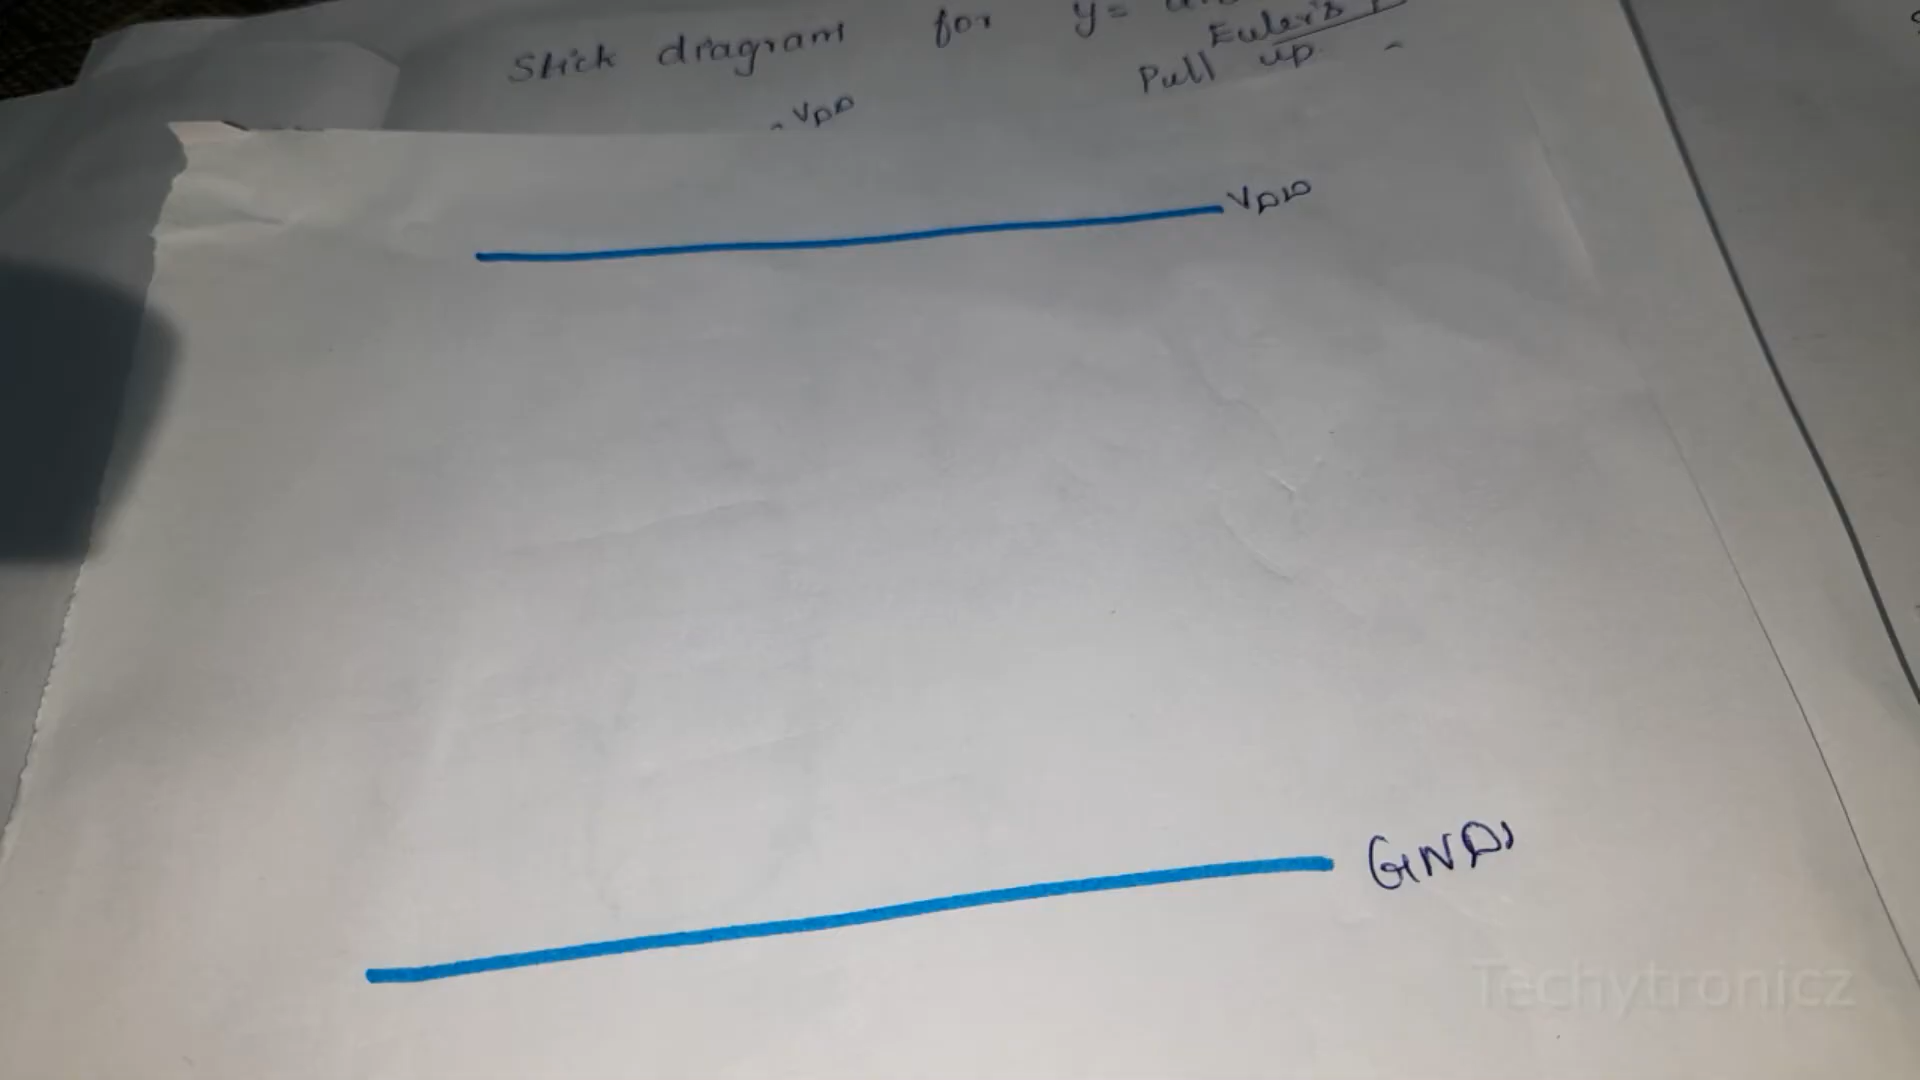 Stick diagram for y=
Euler's
Pull up
VDD
VDD
GND
Techytronicz